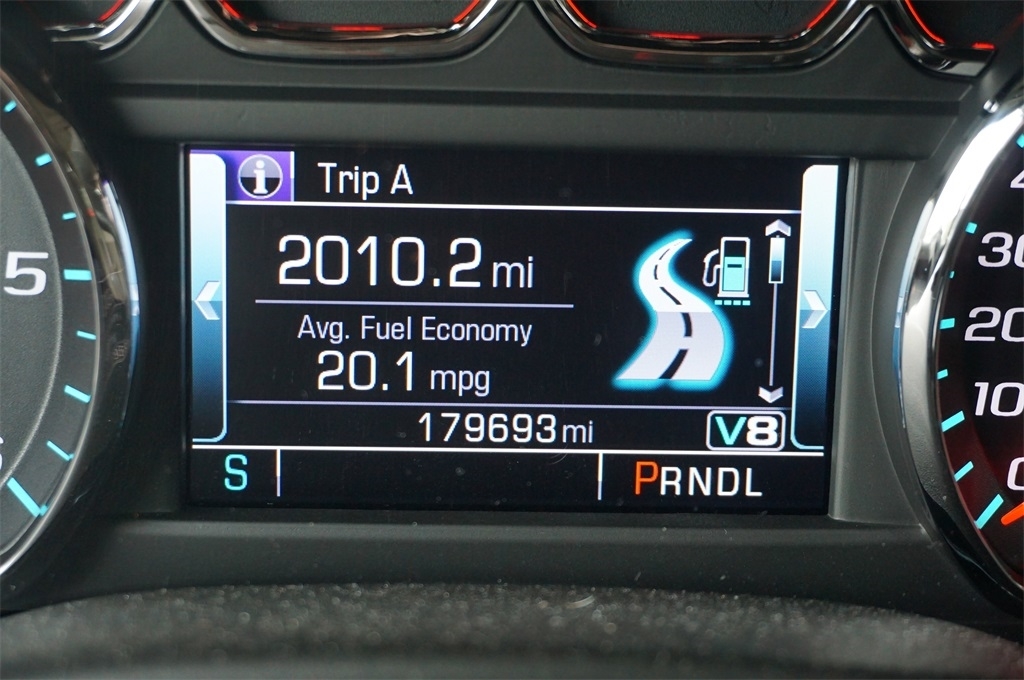 i Trip A
2010.2 mi
Avg. Fuel Economy
20.1 mpg
179693 mi V8
S PRNDL
5
30
20
10
0